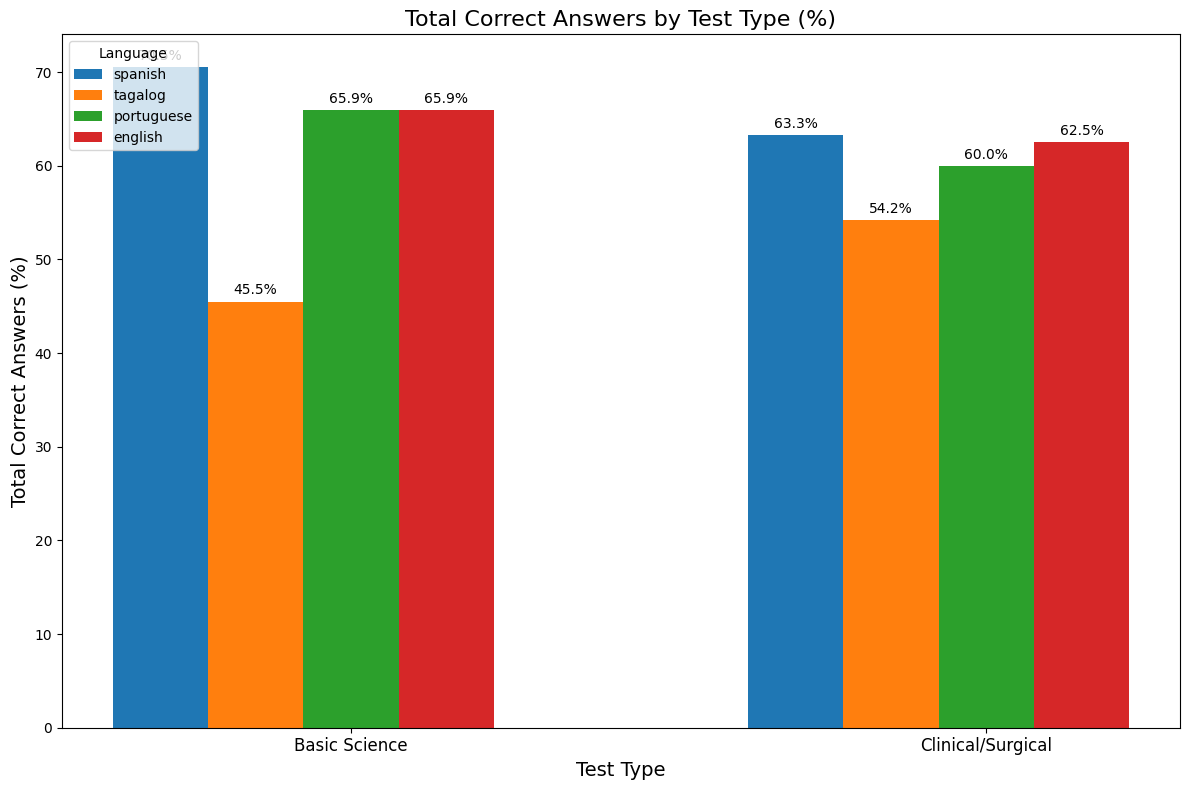 Total Correct Answers by Test Type (%)
Language
spanish
tagalog
portuguese
english
65.9%
65.9%
45.5%
63.3%
54.2%
60.0%
62.5%
Total Correct Answers (%)
70
60
50
40
30
20
10
0
Basic Science
Clinical/Surgical
Test Type